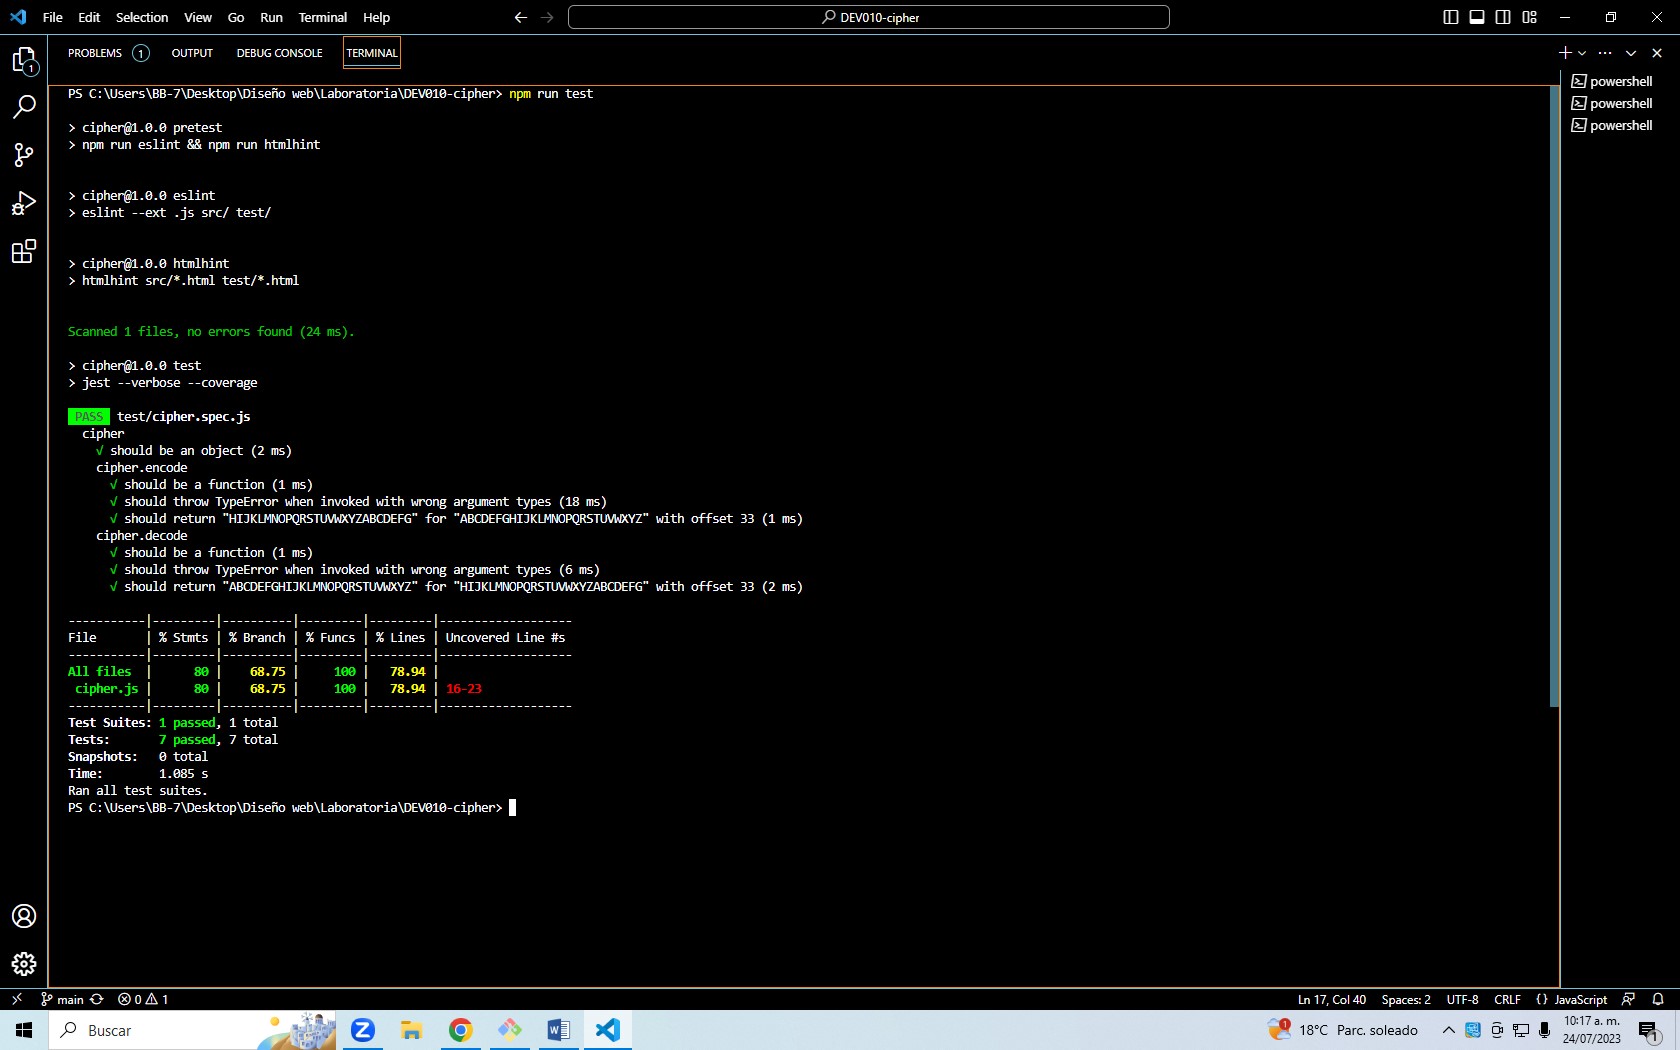 File Edit Selection View Go Run Terminal Help
DEV010-cipher
PROBLEMS 1 OUTPUT DEBUG CONSOLE TERMINAL
1
powershell
powershell
powershell
PS C:\Users\BB-7\Desktop\Diseño web\Laboratoria\DEV010-cipher> npm run test
> cipher@1.0.0 pretest
> npm run eslint && npm run htmlhint
> cipher@1.0.0 eslint
> eslint --ext .js src/ test/
> cipher@1.0.0 htmlhint
> htmlhint src/*.html test/*.html
Scanned 1 files, no errors found (24 ms).
> cipher@1.0.0 test
> jest --verbose --coverage
PASS test/cipher.spec.js
cipher
√ should be an object (2 ms)
cipher.encode
√ should be a function (1 ms)
√ should throw TypeError when invoked with wrong argument types (18 ms)
√ should return "HIJKLMNOPQRSTUVWXYZABCDEFG" for "ABCDEFGHIJKLMNOPQRSTUVWXYZ" with offset 33 (1 ms)
cipher.decode
√ should be a function (1 ms)
√ should throw TypeError when invoked with wrong argument types (6 ms)
√ should return "ABCDEFGHIJKLMNOPQRSTUVWXYZ" for "HIJKLMNOPQRSTUVWXYZABCDEFG" with offset 33 (2 ms)
-----------|---------|----------|---------|---------|-------------------
File | % Stmts | % Branch | % Funcs | % Lines | Uncovered Line #s
-----------|---------|----------|---------|---------|-------------------
All files | 80 | 68.75 | 100 | 78.94 |
cipher.js | 80 | 68.75 | 100 | 78.94 | 16-23
-----------|---------|----------|---------|---------|-------------------
Test Suites: 1 passed, 1 total
Tests: 7 passed, 7 total
Snapshots: 0 total
Time: 1.085 s
Ran all test suites.
PS C:\Users\BB-7\Desktop\Diseño web\Laboratoria\DEV010-cipher>
main 0 1 Ln 17, Col 40 Spaces: 2 UTF-8 CRLF {} JavaScript
Buscar 1 18°C Parc. soleado 10:17 a. m.
24/07/2023 1